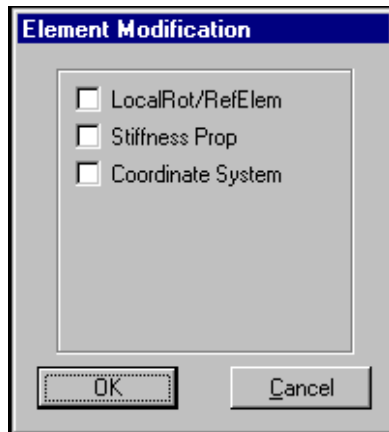 Element Modification
LocalRot/RefElem
Stiffness Prop
Coordinate System
OK
Cancel